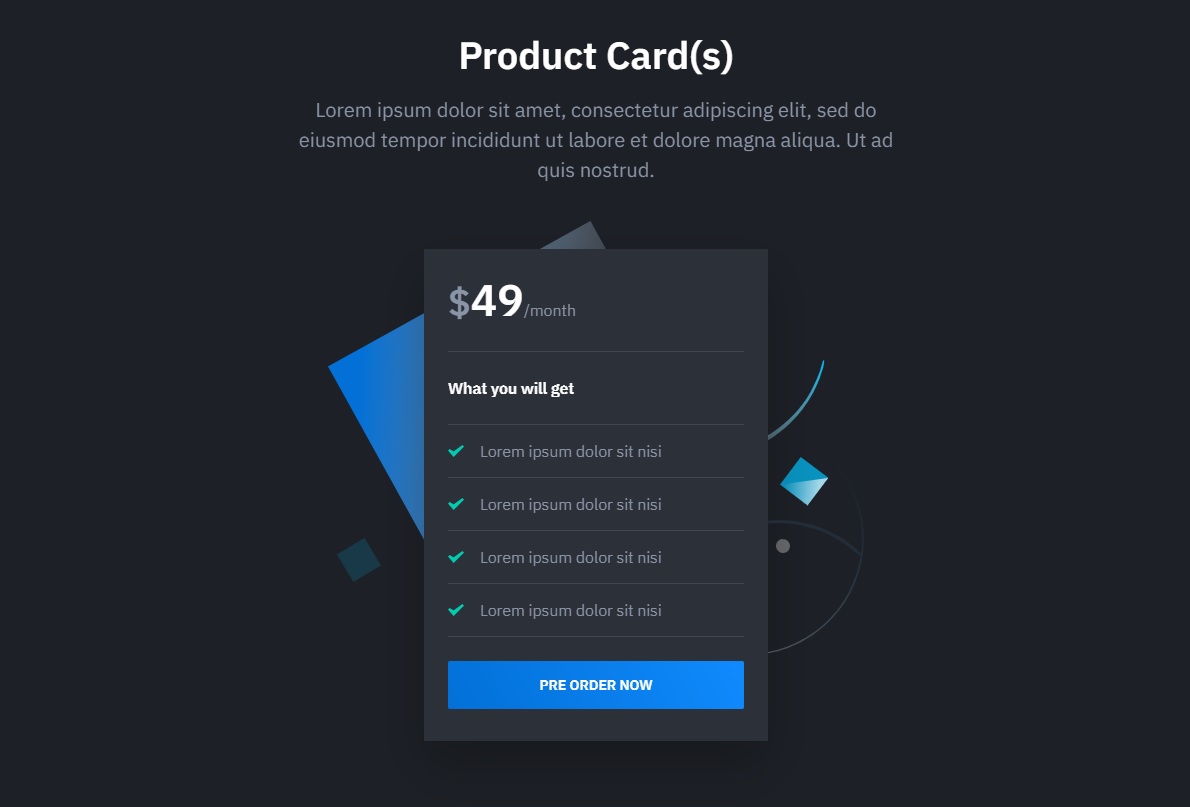 Product Card(s)
Lorem ipsum dolor sit amet, consectetur adipiscing elit, sed do
eiusmod tempor incididunt ut labore et dolore magna aliqua. Ut ad
quis nostrud.
$49/month
What you will get
Lorem ipsum dolor sit nisi
Lorem ipsum dolor sit nisi
Lorem ipsum dolor sit nisi
Lorem ipsum dolor sit nisi
PRE ORDER NOW